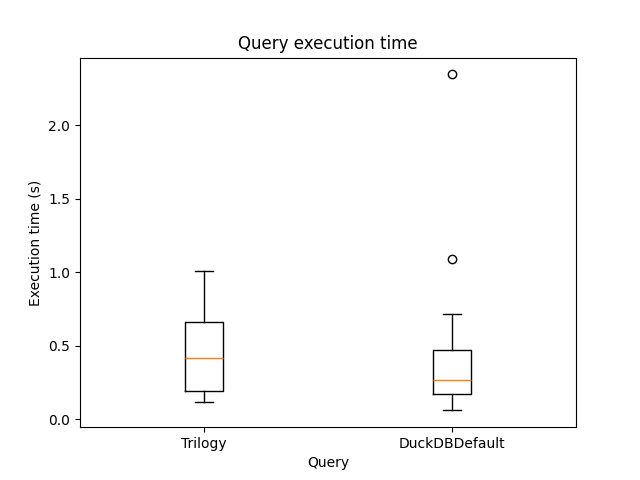 Query execution time
Execution time (s)
2.0
1.5
1.0
0.5
0.0
Trilogy
DuckDBDefault
Query